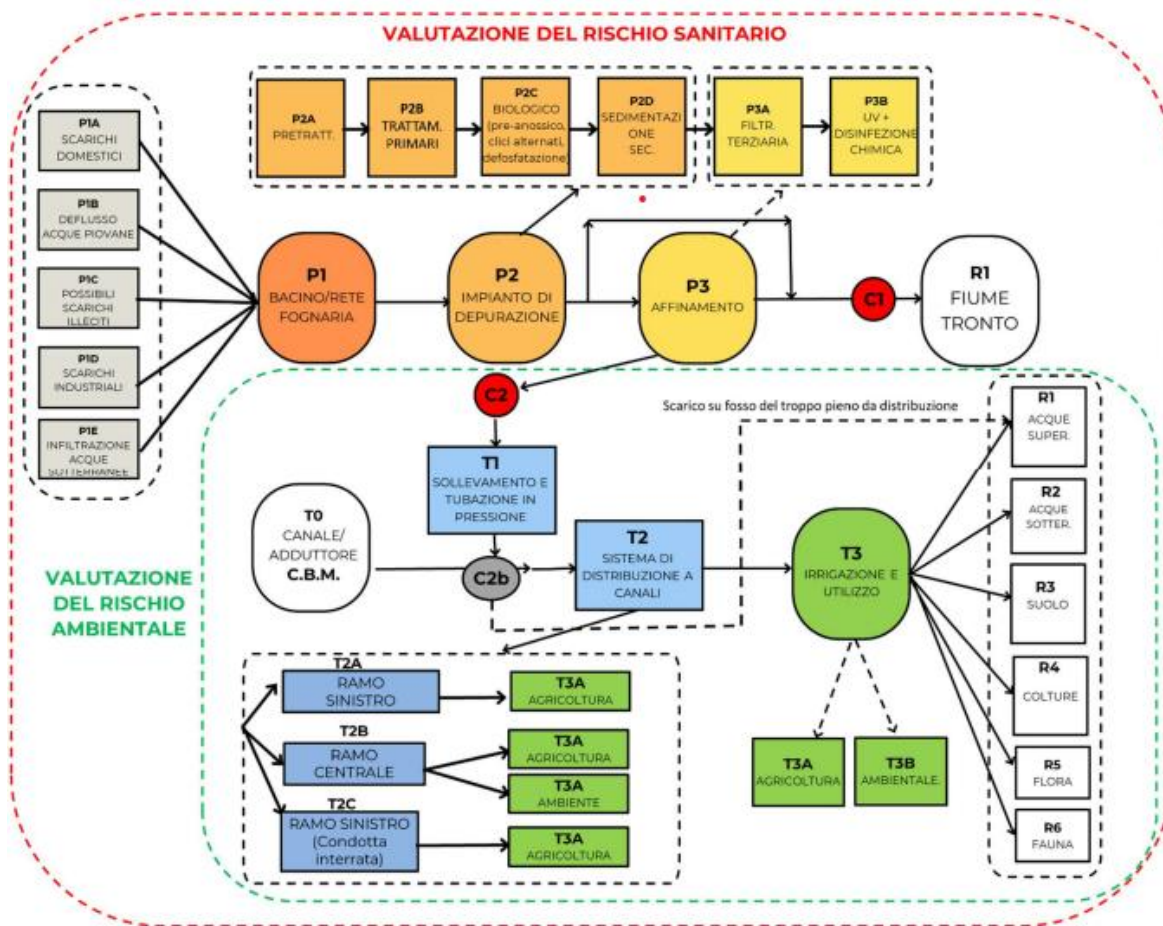 VALUTAZIONE DEL RISCHIO SANITARIO
P1A
SCARICHI
DOMESTICI
P1B
DEFLUSSO
ACQUE PIOVANE
P1C
POSSIBILI
SCARICHI
ILLECITI
P1D
SCARICHI
INDUSTRIALI
P1E
INFILTRAZIONE
ACQUE
SOTTERRANEE
P2A
PRETRATT.
P2B
TRATTAM.
PRIMARI
P2C
BIOLOGICO
(pre-anossico,
clici alternati,
defosfatazione)
P2D
SEDIMENTAZI
ONE
SEC.
P3A
FILTR.
TERZIARIA
P3B
UV +
DISINFEZIONE
CHIMICA
P1
BACINO/RETE
FOGNARIA
P2
IMPIANTO DI
DEPURAZIONE
P3
AFFINAMENTO
C1
R1
FIUME
TRONTO
C2
Scarico su fosso del troppo pieno da distribuzione
T1
SOLLEVAMENTO E
TUBAZIONE IN
PRESSIONE
T0
CANALE/
ADDUTTORE
C.B.M.
C2b
T2
SISTEMA DI
DISTRIBUZIONE A
CANALI
T3
IRRIGAZIONE E
UTILIZZO
VALUTAZIONE
DEL RISCHIO
AMBIENTALE
T2A
RAMO
SINISTRO
T3A
AGRICOLTURA
T2B
RAMO
CENTRALE
T3A
AGRICOLTURA
T3A
AMBIENTE
T2C
RAMO SINISTRO
(Condotta
interrata)
T3A
AGRICOLTURA
T3A
AGRICOLTURA
T3B
AMBIENTALE.
R1
ACQUE
SUPER.
R2
ACQUE
SOTTER.
R3
SUOLO
R4
COLTURE
R5
FLORA
R6
FAUNA